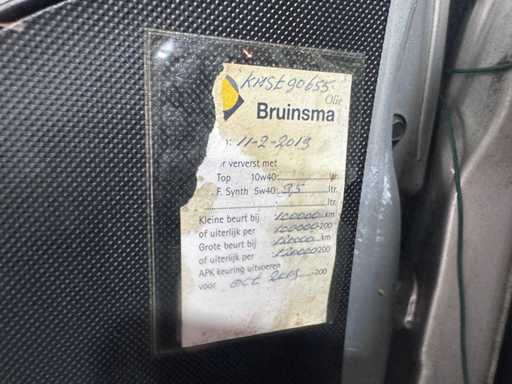 KMSt 90655
Olie
Bruinsma
: 11-2-2013
ververst met
Top 10w40: ltr.
F. Synth 5w40: 9,5 ltr.
ltr.
Kleine beurt bij 100000 km
of uiterlijk per 100000 200
Grote beurt bij 120000 km
of uiterlijk per 120000 200
APK keuring uitvoeren
voor oct 2013 200